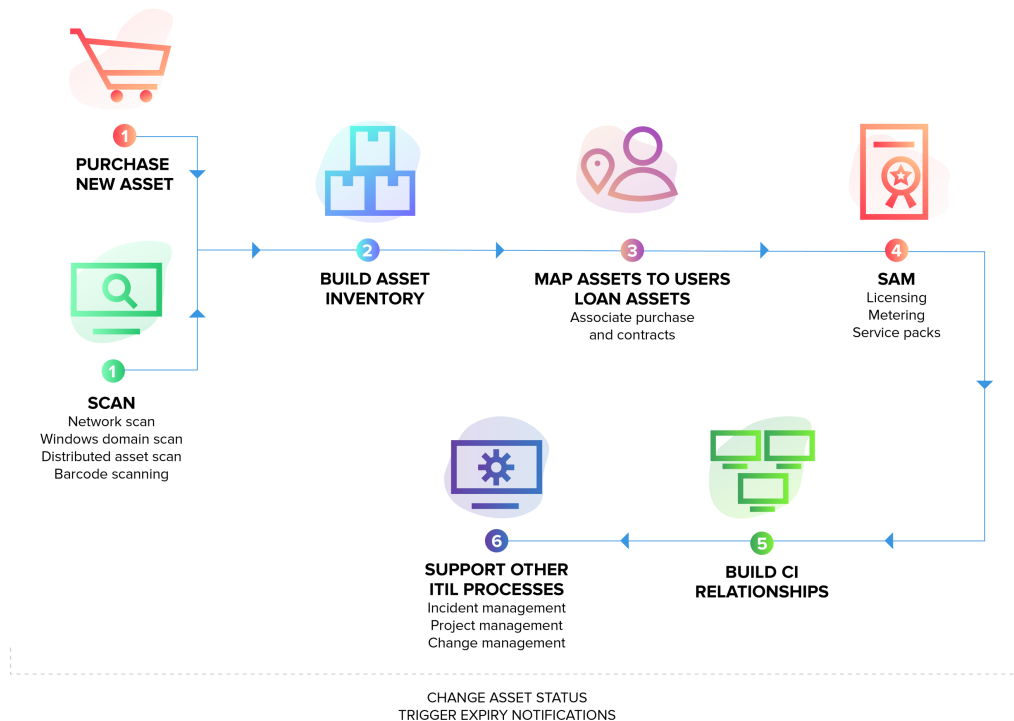 1
PURCHASE
NEW ASSET
1
SCAN
Network scan
Windows domain scan
Distributed asset scan
Barcode scanning
2
BUILD ASSET
INVENTORY
3
MAP ASSETS TO USERS
LOAN ASSETS
Associate purchase
and contracts
4
SAM
Licensing
Metering
Service packs
5
BUILD CI
RELATIONSHIPS
6
SUPPORT OTHER
ITIL PROCESSES
Incident management
Project management
Change management
CHANGE ASSET STATUS
TRIGGER EXPIRY NOTIFICATIONS